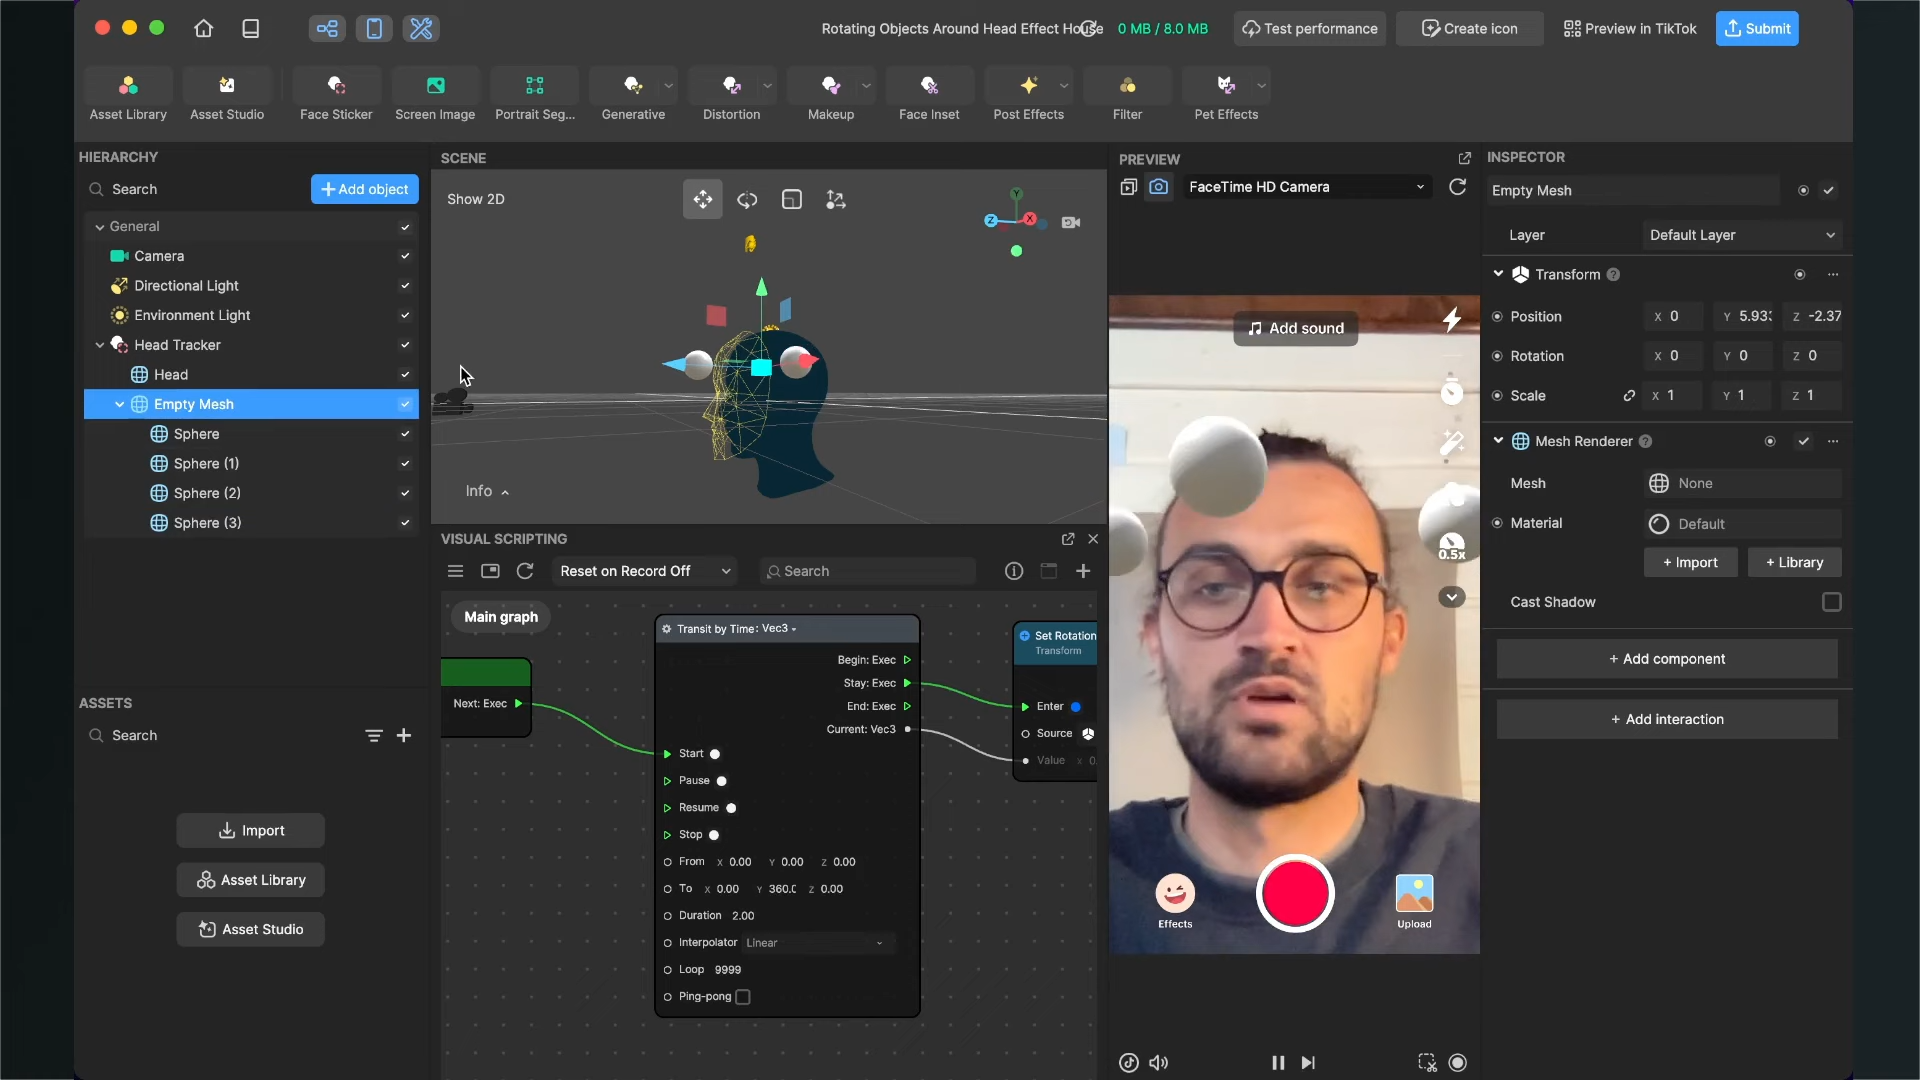 Rotating Objects Around Head Effect House
0 MB / 8.0 MB
Test performance
Create icon
Preview in TikTok
Submit
Asset Library
Asset Studio
Face Sticker
Screen Image
Portrait Seg...
Generative
Distortion
Makeup
Face Inset
Post Effects
Filter
Pet Effects
HIERARCHY
Search
Add object
General
Camera
Directional Light
Environment Light
Head Tracker
Head
Empty Mesh
Sphere
Sphere (1)
Sphere (2)
Sphere (3)
ASSETS
Search
Import
Asset Library
Asset Studio
SCENE
Show 2D
Y
Z
X
Info
VISUAL SCRIPTING
Reset on Record Off
Search
Main graph
Next: Exec
Transit by Time: Vec3
Begin: Exec
Stay: Exec
End: Exec
Current: Vec3
Start
Pause
Resume
Stop
From X 0.00 Y 0.00 Z 0.00
To X 0.00 Y 360.0 Z 0.00
Duration 2.00
Interpolator Linear
Loop 9999
Ping-pong
Set Rotation
Transform
Enter
Source
Value X 0.
PREVIEW
FaceTime HD Camera
Add sound
0.5x
Effects
Upload
INSPECTOR
Empty Mesh
Layer Default Layer
Transform
Position X 0 Y 5.93 Z -2.37
Rotation X 0 Y 0 Z 0
Scale X 1 Y 1 Z 1
Mesh Renderer
Mesh None
Material Default
+ Import
+ Library
Cast Shadow
+ Add component
+ Add interaction